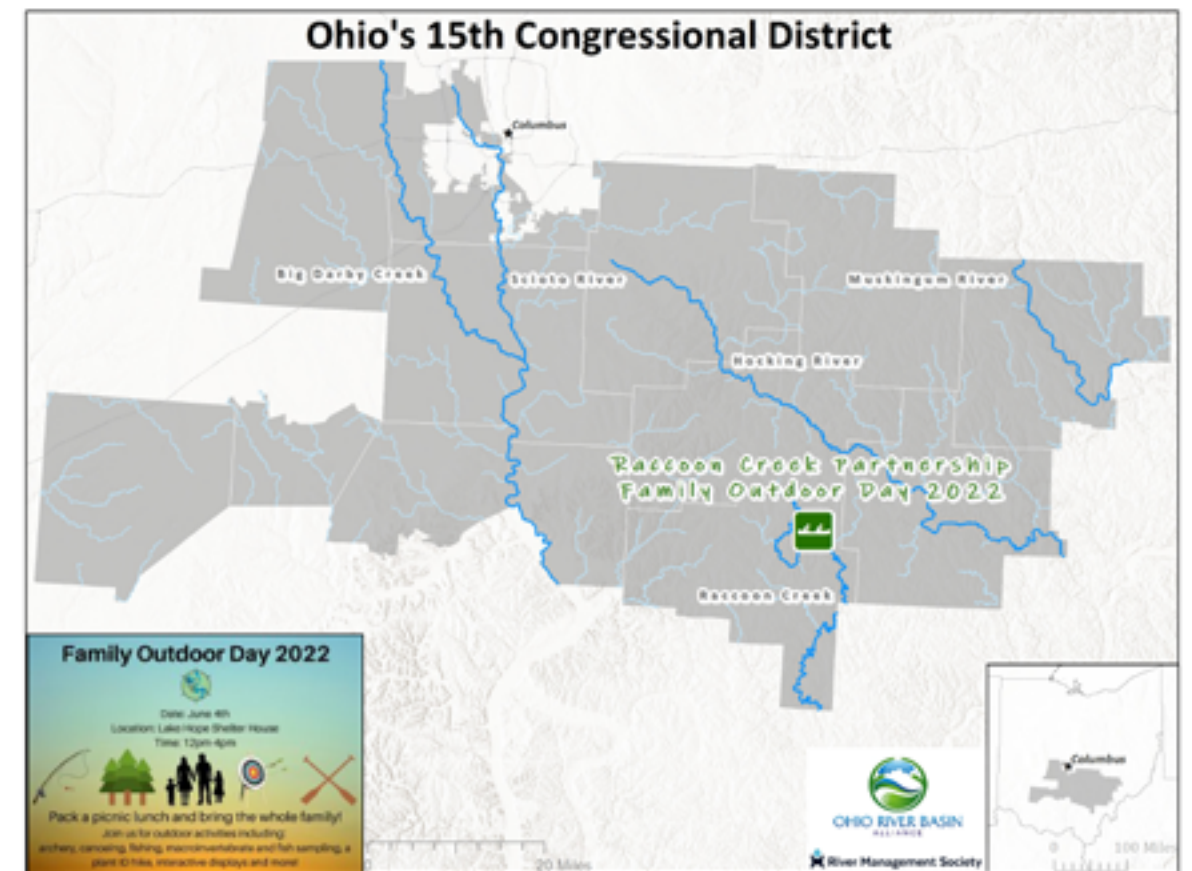 Ohio's 15th Congressional District
Columbus
Big Darby Creek
Scioto River
Muskingum River
Hocking River
Raccoon Creek Partnership
Family Outdoor Day 2022
Raccoon Creek
Family Outdoor Day 2022
Date: June 4th
Location: Lake Hope Shelter House
Time: 12pm-4pm
Pack a picnic lunch and bring the whole family!
Join us for outdoor activities including:
archery, canoeing, fishing, macroinvertebrate and fish sampling, a
plant ID hike, interactive displays and more!
0 20 Miles
OHIO RIVER BASIN
ALLIANCE
River Management Society
Columbus
0 100 Miles